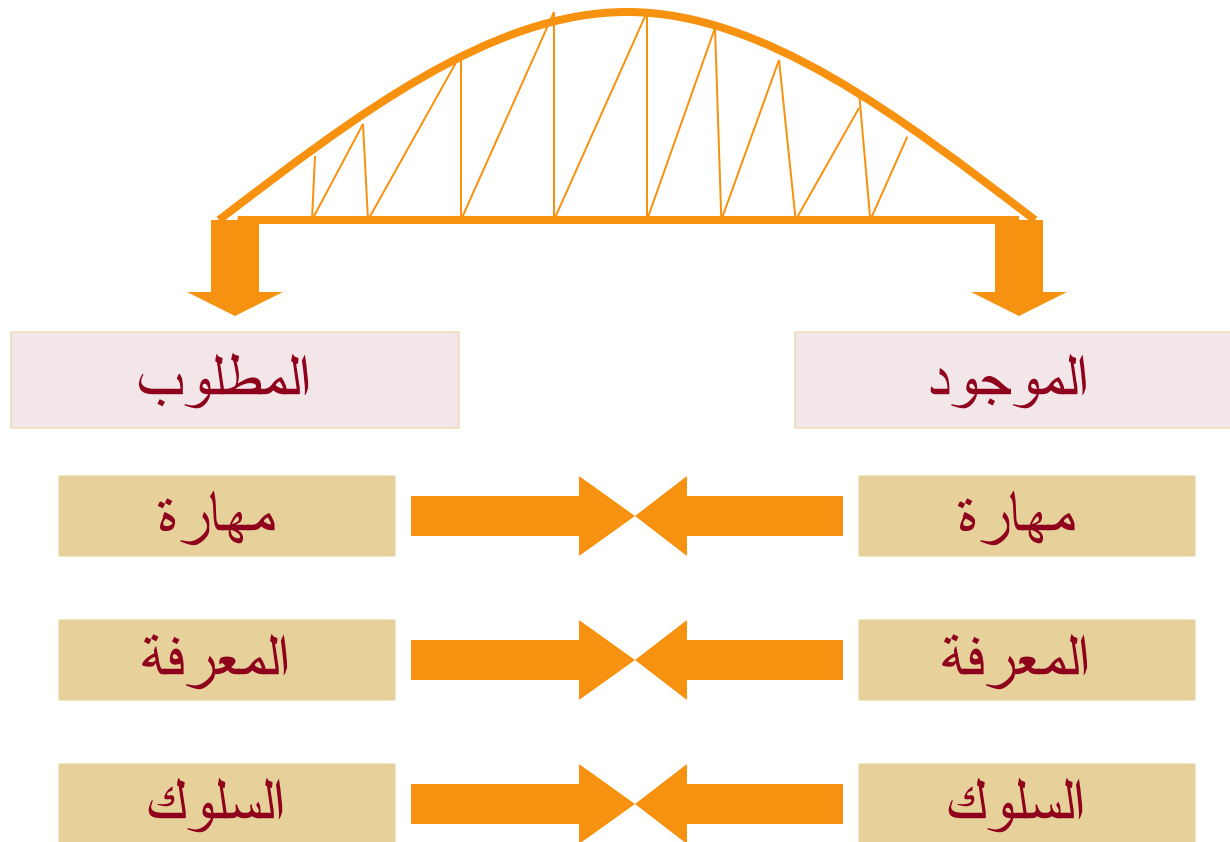 الموجود
المطلوب
مهارة
مهارة
المعرفة
المعرفة
السلوك
السلوك